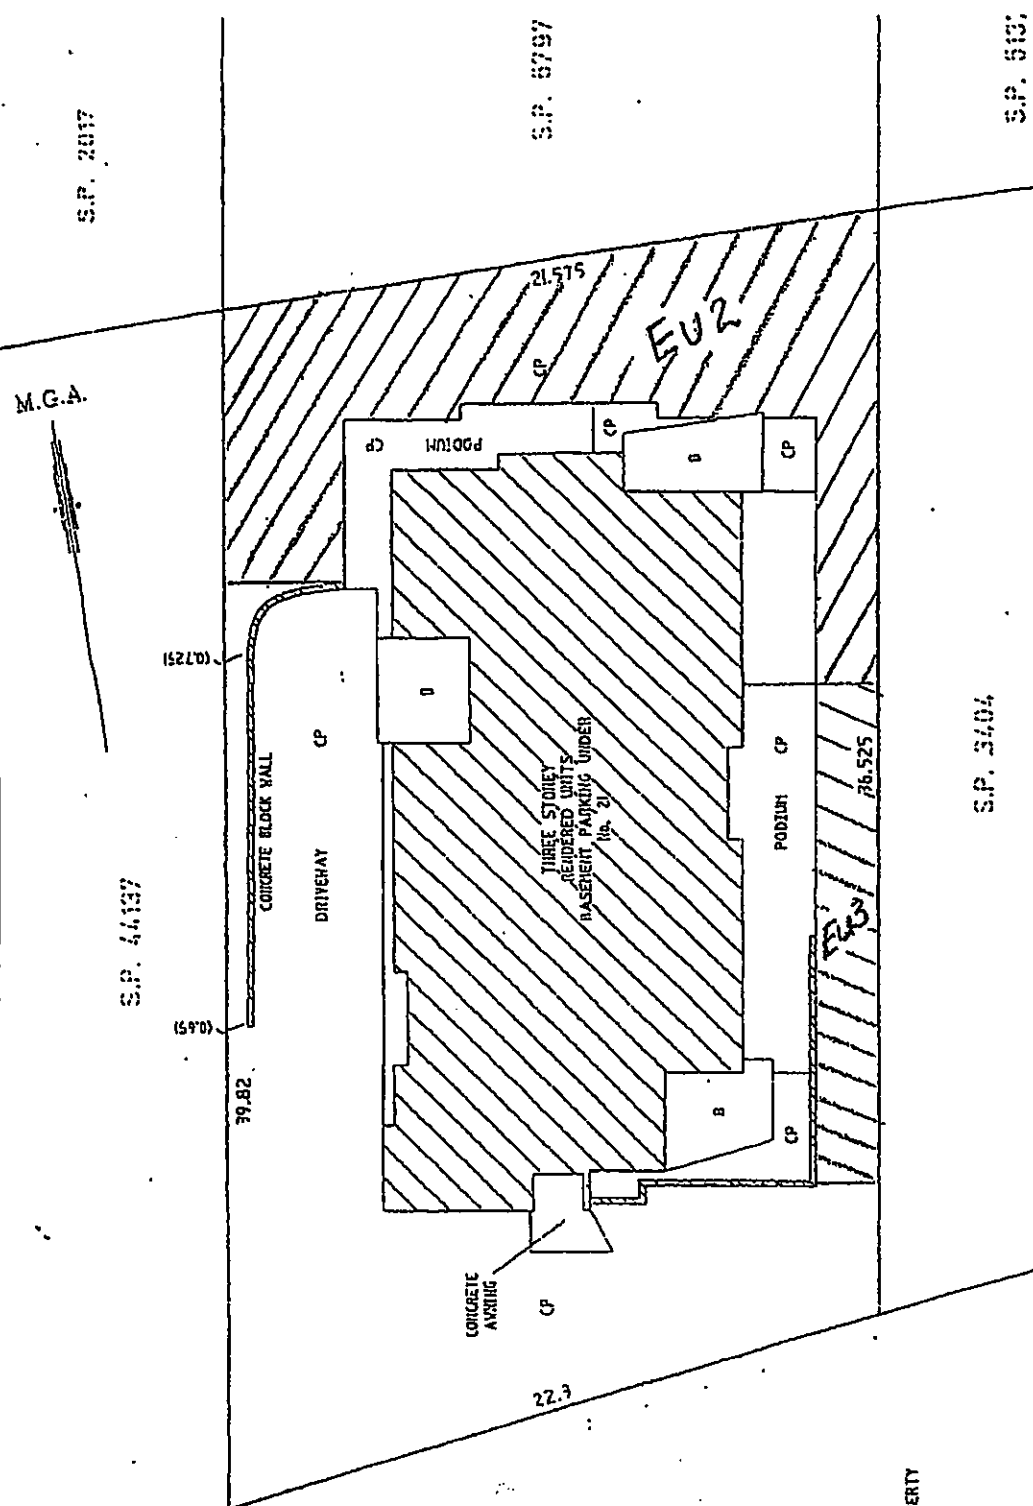 S.P. 2017
S.P. 6797
M.G.A.
21.575
EU2
CP
CP
PODIUM
CP
CP
(0.725)
CONCRETE BLOCK WALL
DRIVEWAY
CP
THREE STOREY
RENDERED UNITS
BASEMENT PARKING UNDER
No. 21
PODIUM
CP
36.525
EU3
S.P. 3404
S.P. 44197
(0.65)
39.82
B
CP
CONCRETE
AWNING
CP
22.3
ERTY